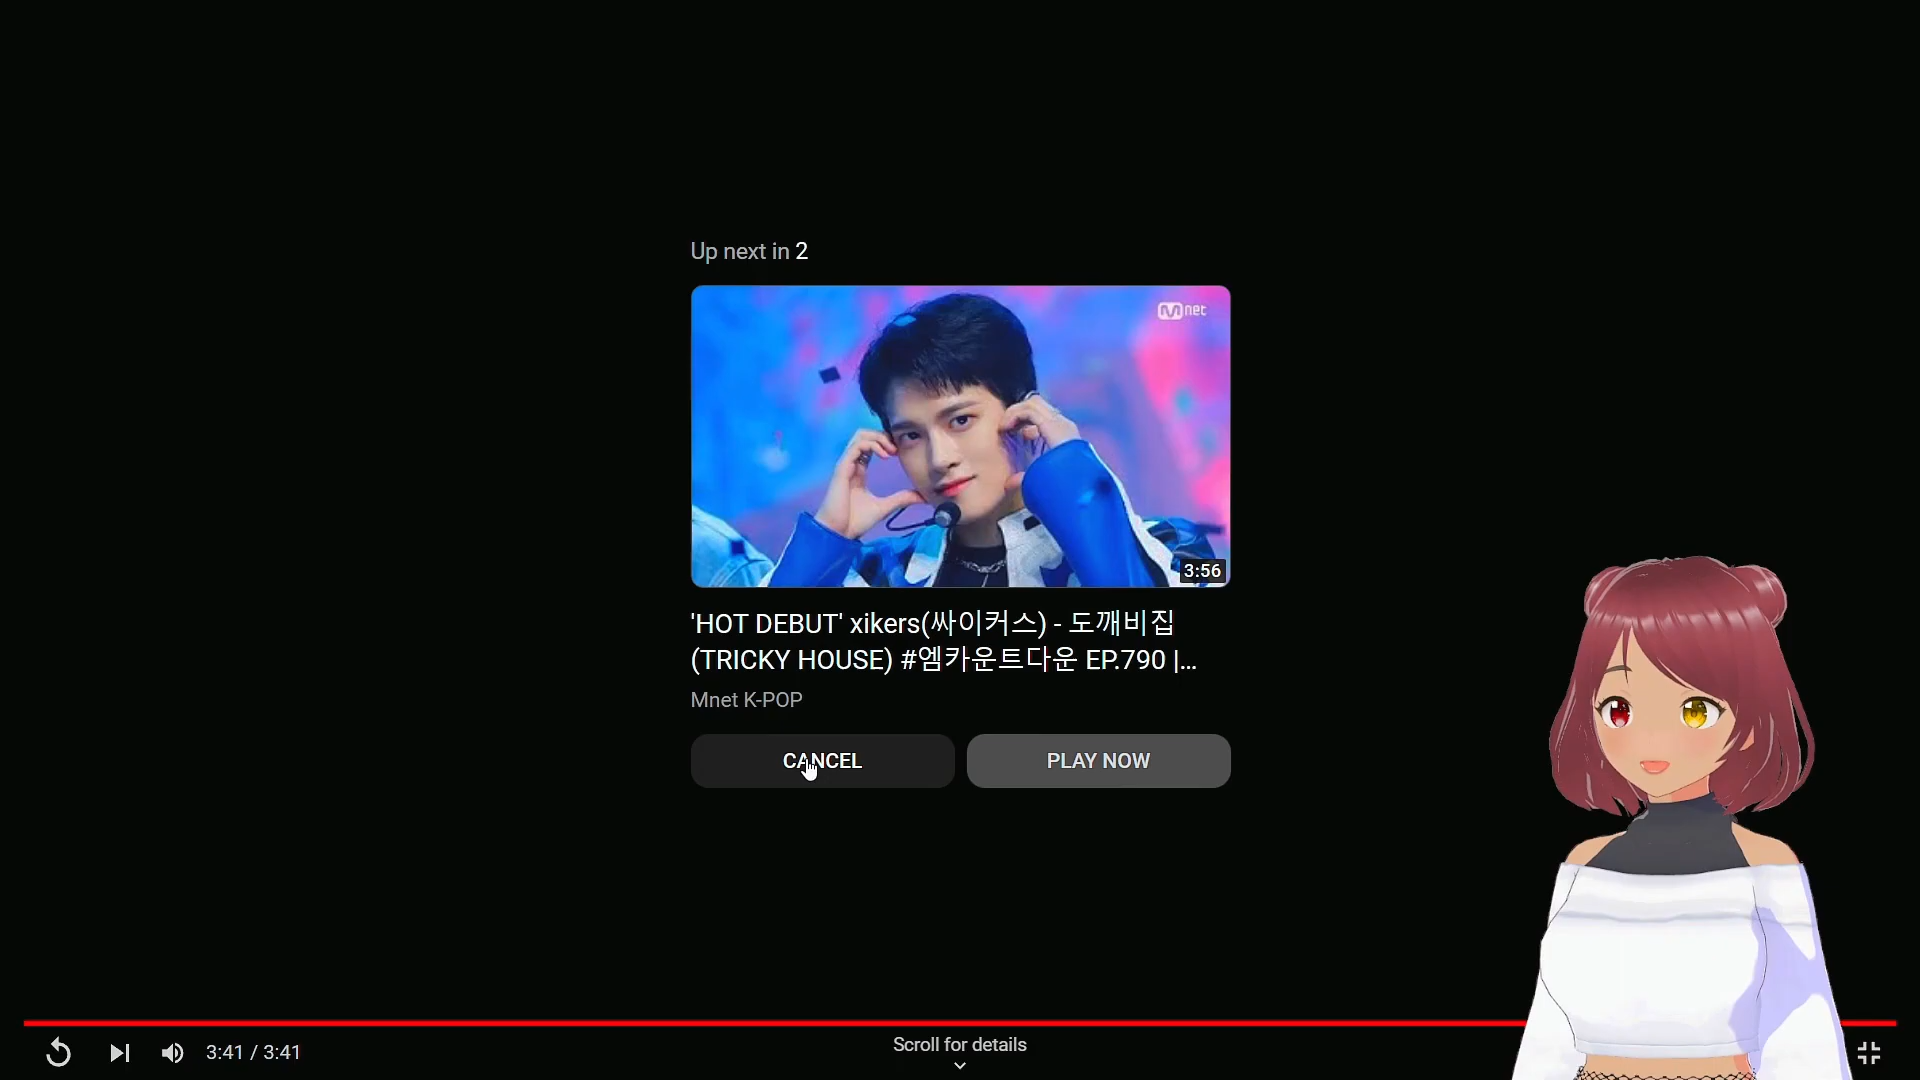 Up next in 2
Mnet
3:56
'HOT DEBUT' xikers(싸이커스) - 도깨비집
(TRICKY HOUSE) #엠카운트다운 EP.790 |...
Mnet K-POP
CANCEL
PLAY NOW
3:41 / 3:41
Scroll for details